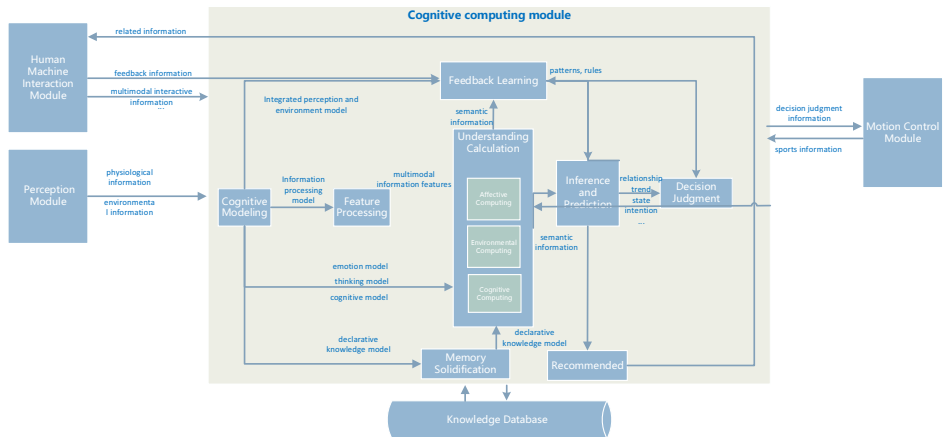 Cognitive computing module
related information
Human
Machine
Interaction
Module
feedback information
multimodal interactive
information
...
Feedback Learning
patterns, rules
Integrated perception and
environment model
semantic
information
decision judgment
information
Motion Control
Module
sports information
Understanding
Calculation
Perception
Module
physiological
information
environmenta
l information
Cognitive
Modeling
Information
processing
model
Feature
Processing
multimodal
information features
Affective
Computing
Inference
and
Prediction
relationship
trend
state
intention
...
Decision
Judgment
Environmental
Computing
semantic
information
emotion model
thinking model
cognitive model
Cognitive
Computing
declarative
knowledge model
declarative
knowledge model
Memory
Solidification
Recommended
Knowledge Database